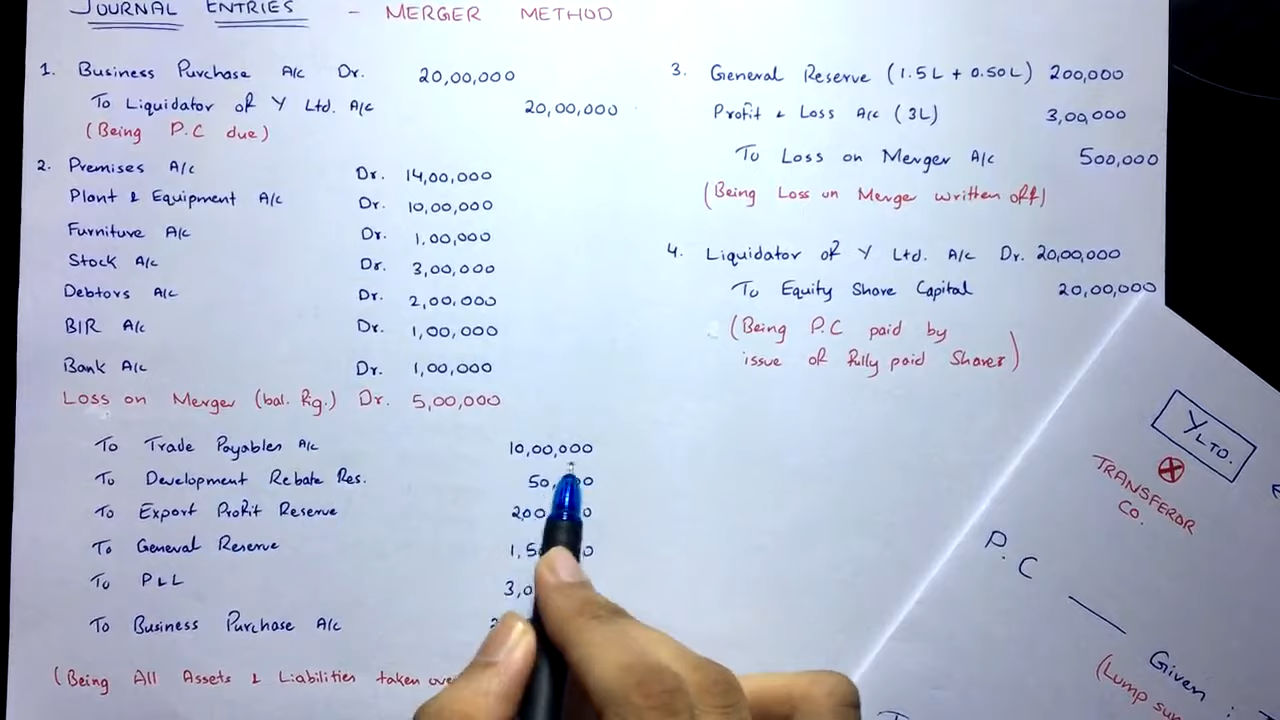 JOURNAL ENTRIES - MERGER METHOD
1. Business Purchase A/c Dr. 20,00,000
To Liquidator of Y Ltd. A/c 20,00,000
(Being P.C due)
2. Premises A/c Dr. 14,00,000
Plant & Equipment A/c Dr. 10,00,000
Furniture A/c Dr. 1,00,000
Stock A/c Dr. 3,00,000
Debtors A/c Dr. 2,00,000
BIR A/c Dr. 1,00,000
Bank A/c Dr. 1,00,000
Loss on Merger (bal. fig.) Dr. 5,00,000
To Trade Payables A/c 10,00,000
To Development Rebate Res.
To Export Profit Reserve
To General Reserve
To P&L
To Business Purchase A/c
(Being All Assets & Liabilities taken
3. General Reserve (1.5L + 0.50L) 200,000
Profit & Loss A/c (3L) 3,00,000
To Loss on Merger A/c 500,000
(Being Loss on Merger written off)
4. Liquidator of Y Ltd. A/c Dr. 20,00,000
To Equity Share Capital 20,00,000
(Being P.C paid by
issue of fully paid Shares)
Y LTD.
TRANSFEROR
CO.
P.C
Given :
(Lump